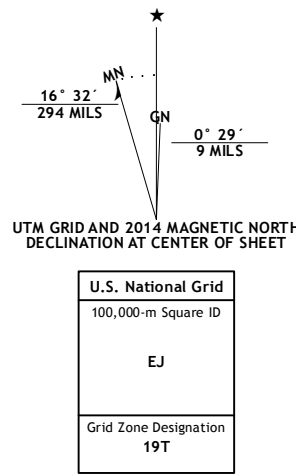 ★
MN
GN
16° 32´
294 MILS
0° 29´
9 MILS
UTM GRID AND 2014 MAGNETIC NORTH
DECLINATION AT CENTER OF SHEET
U.S. National Grid
100,000-m Square ID
EJ
Grid Zone Designation
19T